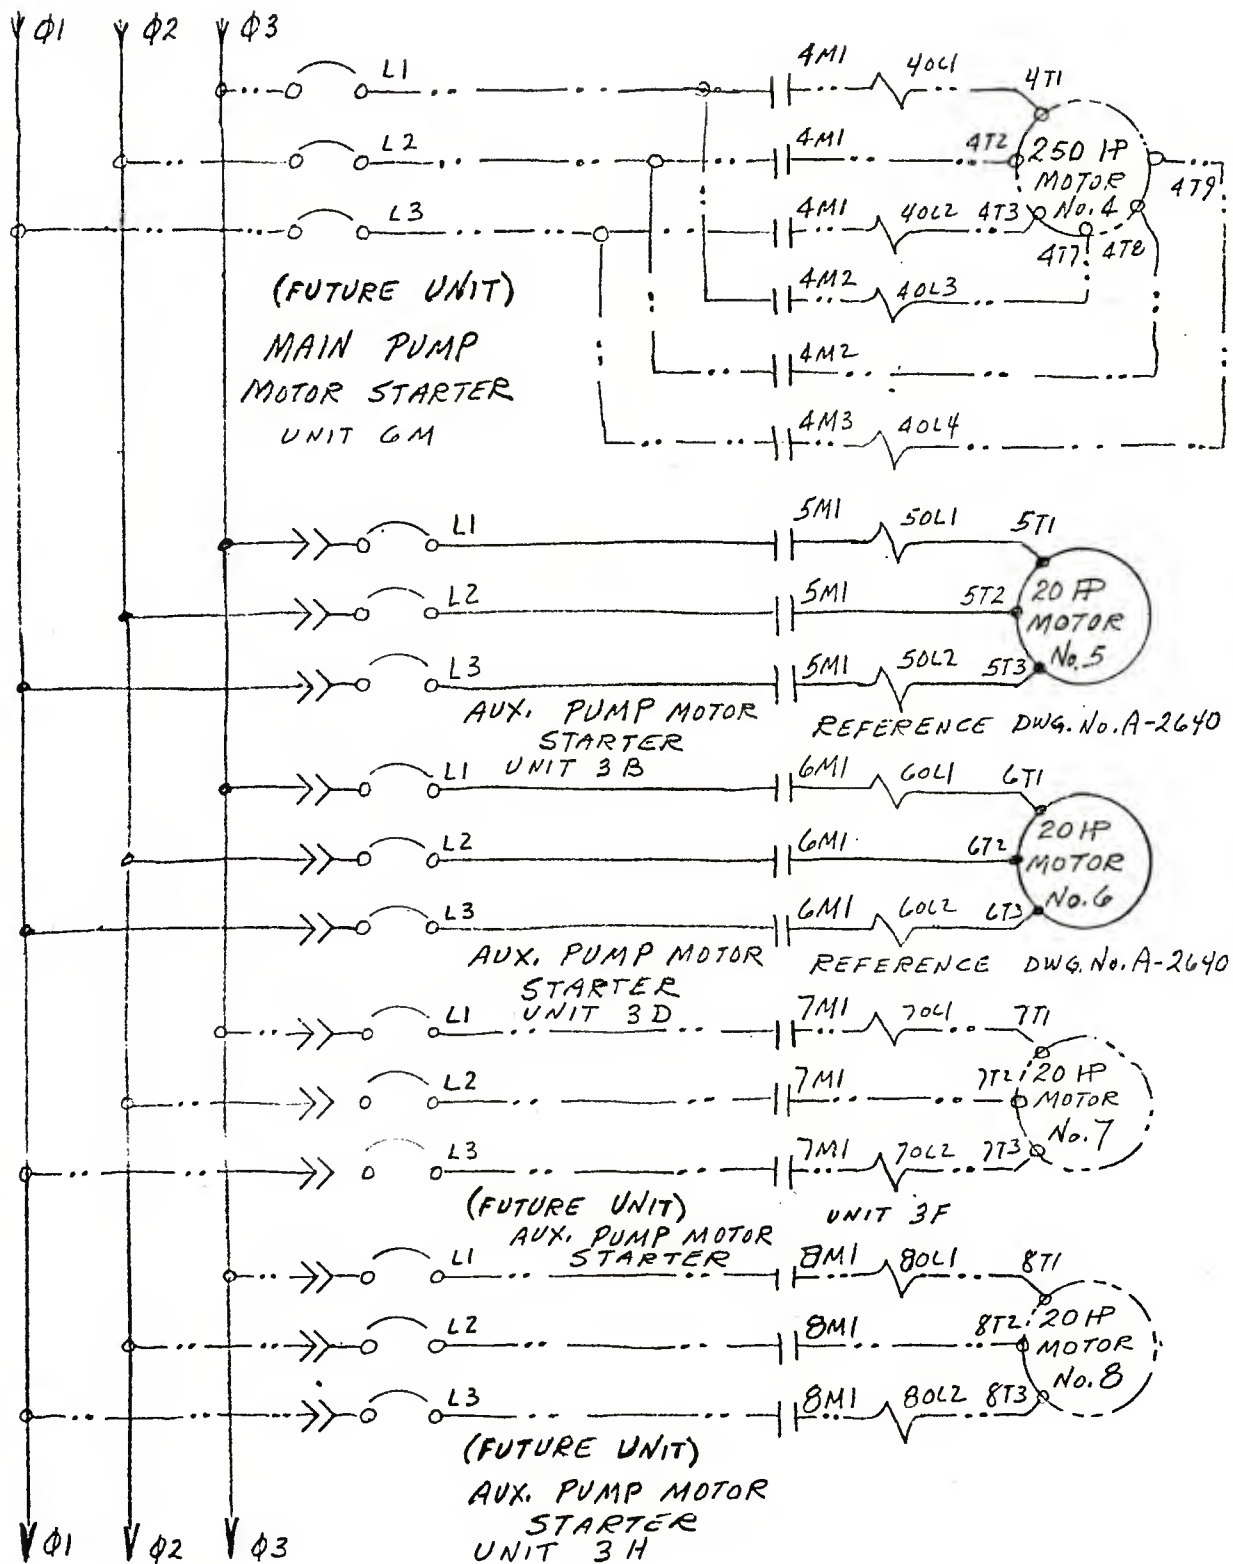 φ1 φ2 φ3
L1 4M1 4OL1 4T1
L2 4M1 4T2 250 HP
MOTOR 4T9
L3 4M1 4OL2 4T3 No.4
4T7 4T8
(FUTURE UNIT) 4M2 4OL3
MAIN PUMP
4M2
MOTOR STARTER
UNIT 6M 4M3 4OL4
L1 5M1 5OL1 5T1
L2 5M1 5T2 20 HP
MOTOR
L3 5M1 5OL2 5T3 No.5
AUX. PUMP MOTOR
STARTER
UNIT 3B
REFERENCE DWG. No. A-2640
L1 6M1 6OL1 6T1
L2 6M1 6T2 20 HP
MOTOR
L3 6M1 6OL2 6T3 No.6
AUX. PUMP MOTOR
STARTER
UNIT 3D
REFERENCE DWG. No. A-2640
L1 7M1 7OL1 7T1
L2 7M1 7T2 20 HP
MOTOR
L3 7M1 7OL2 7T3 No.7
(FUTURE UNIT) UNIT 3F
AUX. PUMP MOTOR
STARTER
L1 8M1 8OL1 8T1
L2 8M1 8T2 20 HP
MOTOR
L3 8M1 8OL2 8T3 No.8
(FUTURE UNIT)
AUX. PUMP MOTOR
STARTER
UNIT 3H
φ1 φ2 φ3